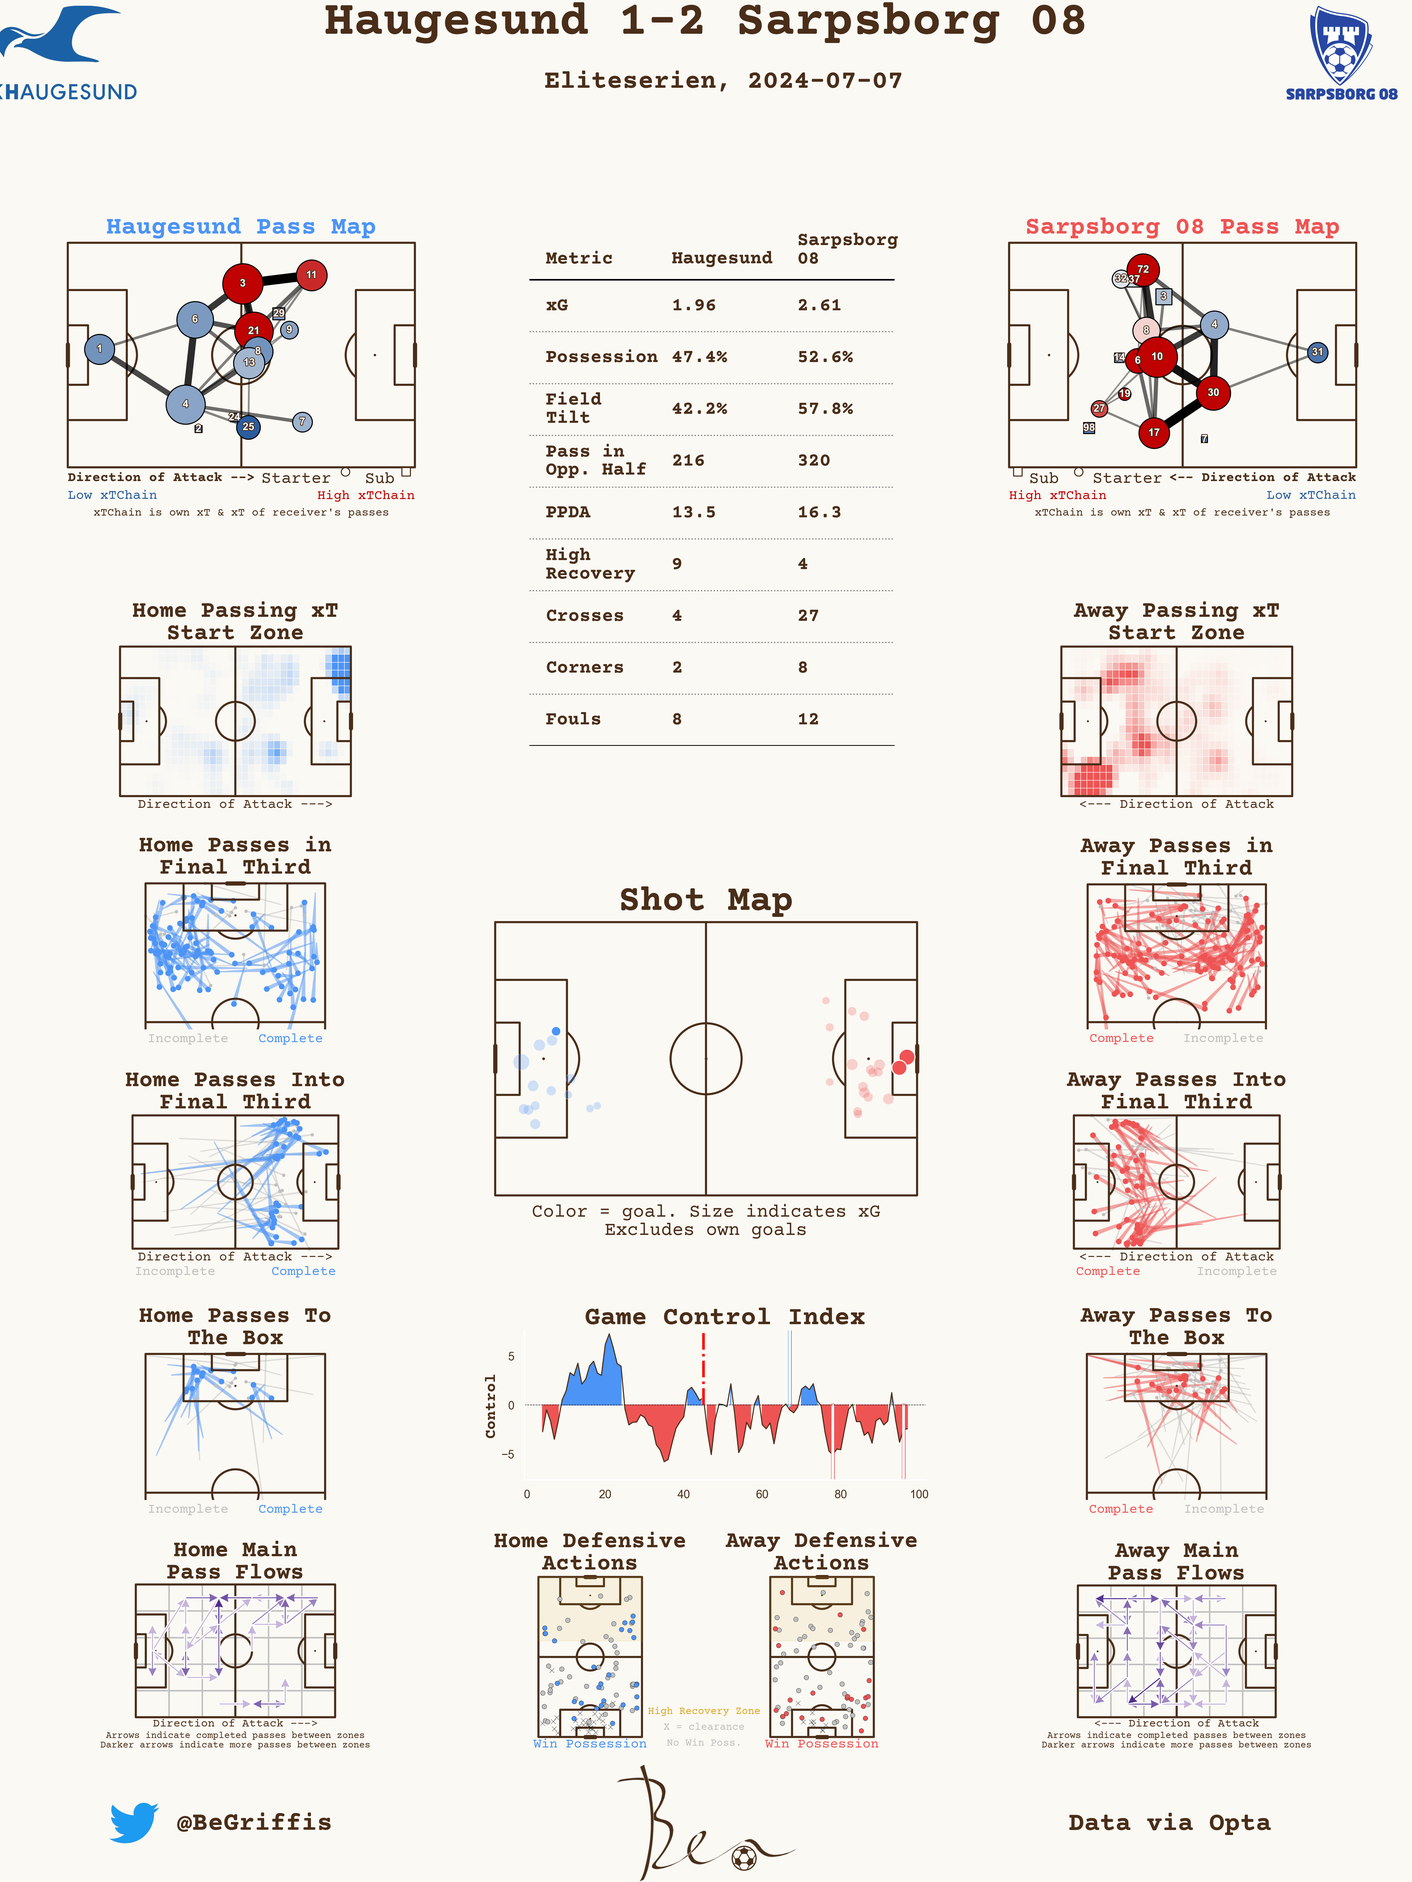 Haugesund 1-2 Sarpsborg 08
Eliteserien, 2024-07-07
KHAUGESUND
SARPSBORG 08
Haugesund Pass Map
3
11
6
29
21
9
1
8
13
4
24
2
25
7
Direction of Attack --> Starter Sub
Low xTChain High xTChain
xTChain is own xT & xT of receiver's passes
Metric Haugesund Sarpsborg 08
xG 1.96 2.61
Possession 47.4% 52.6%
Field Tilt 42.2% 57.8%
Pass in Opp. Half 216 320
PPDA 13.5 16.3
High Recovery 9 4
Crosses 4 27
Corners 2 8
Fouls 8 12
Sarpsborg 08 Pass Map
72
32
37
3
8
4
14
6
10
31
19
30
27
98
17
7
Sub Starter <-- Direction of Attack
High xTChain Low xTChain
xTChain is own xT & xT of receiver's passes
Home Passing xT
Start Zone
Direction of Attack --->
Away Passing xT
Start Zone
<--- Direction of Attack
Home Passes in
Final Third
Incomplete Complete
Away Passes in
Final Third
Complete Incomplete
Shot Map
Color = goal. Size indicates xG
Excludes own goals
Home Passes Into
Final Third
Direction of Attack --->
Incomplete Complete
Away Passes Into
Final Third
<--- Direction of Attack
Complete Incomplete
Home Passes To
The Box
Incomplete Complete
Game Control Index
Control
5
0
−5
0 20 40 60 80 100
Away Passes To
The Box
Complete Incomplete
Home Main
Pass Flows
Direction of Attack --->
Arrows indicate completed passes between zones
Darker arrows indicate more passes between zones
Home Defensive
Actions
Win Possession
Away Defensive
Actions
Win Possession
High Recovery Zone
X = clearance
No Win Poss.
Away Main
Pass Flows
<--- Direction of Attack
Arrows indicate completed passes between zones
Darker arrows indicate more passes between zones
@BeGriffis
Ben
Data via Opta